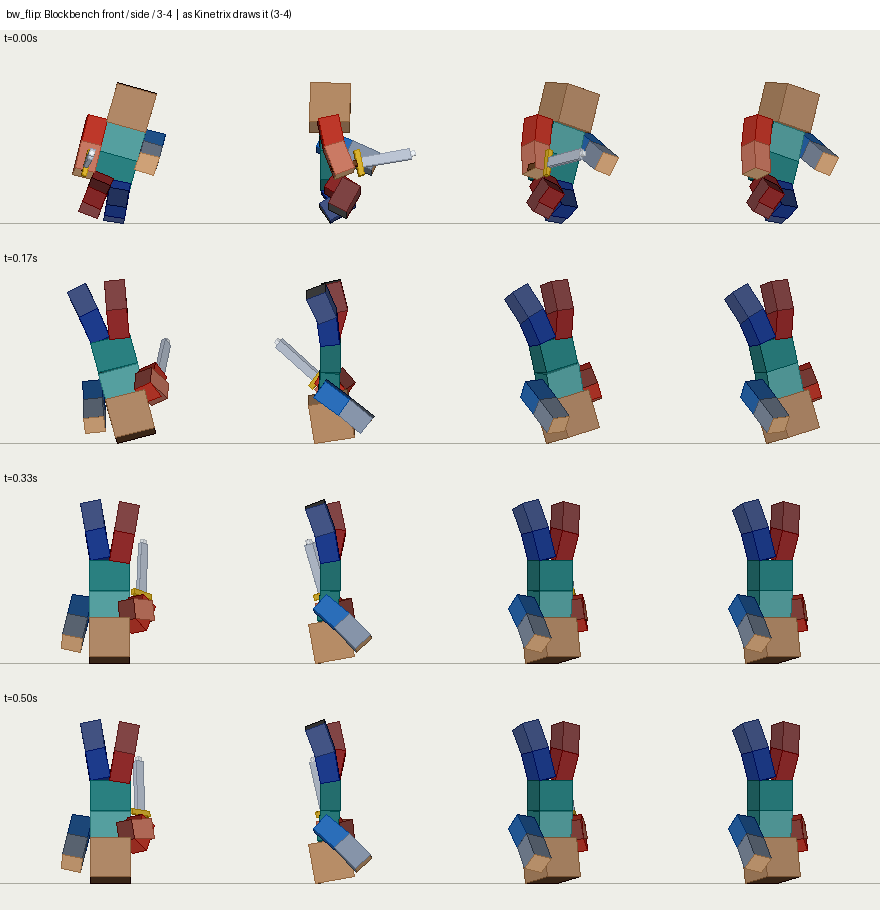 bw_flip: Blockbench front / side / 3-4 | as Kinetrix draws it (3-4)
t=0.00s
t=0.17s
t=0.33s
t=0.50s